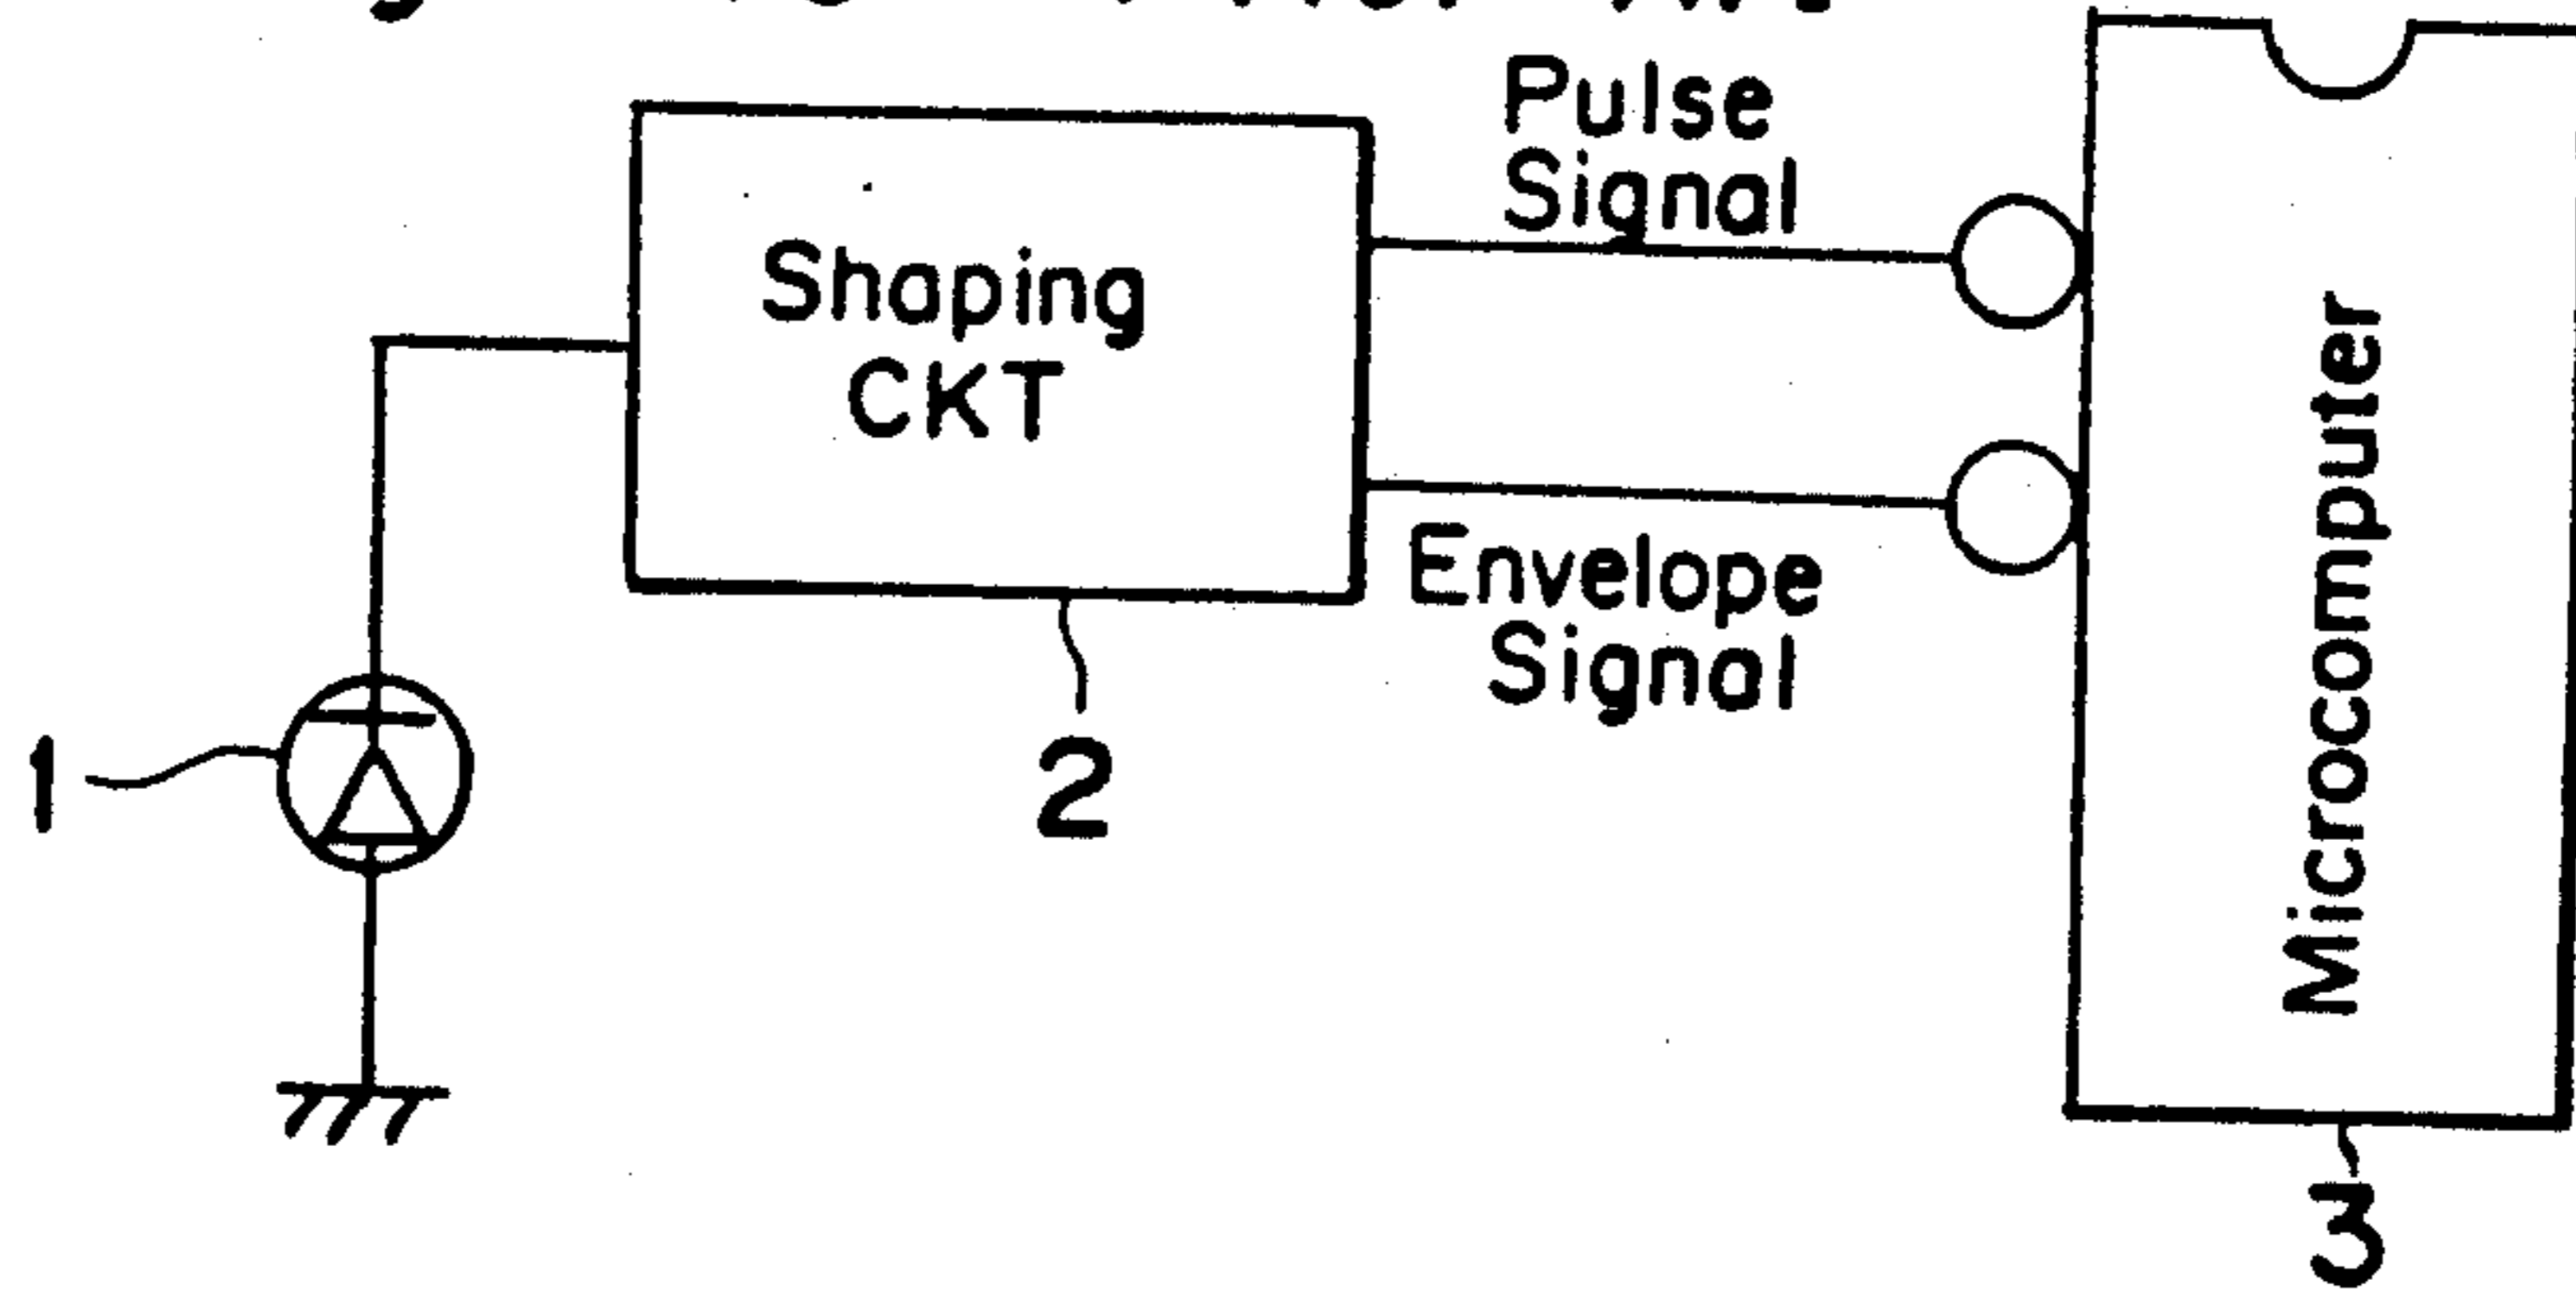 Pulse
Signal
Shaping
CKT
Envelope
Signal
Microcomputer
1
2
3